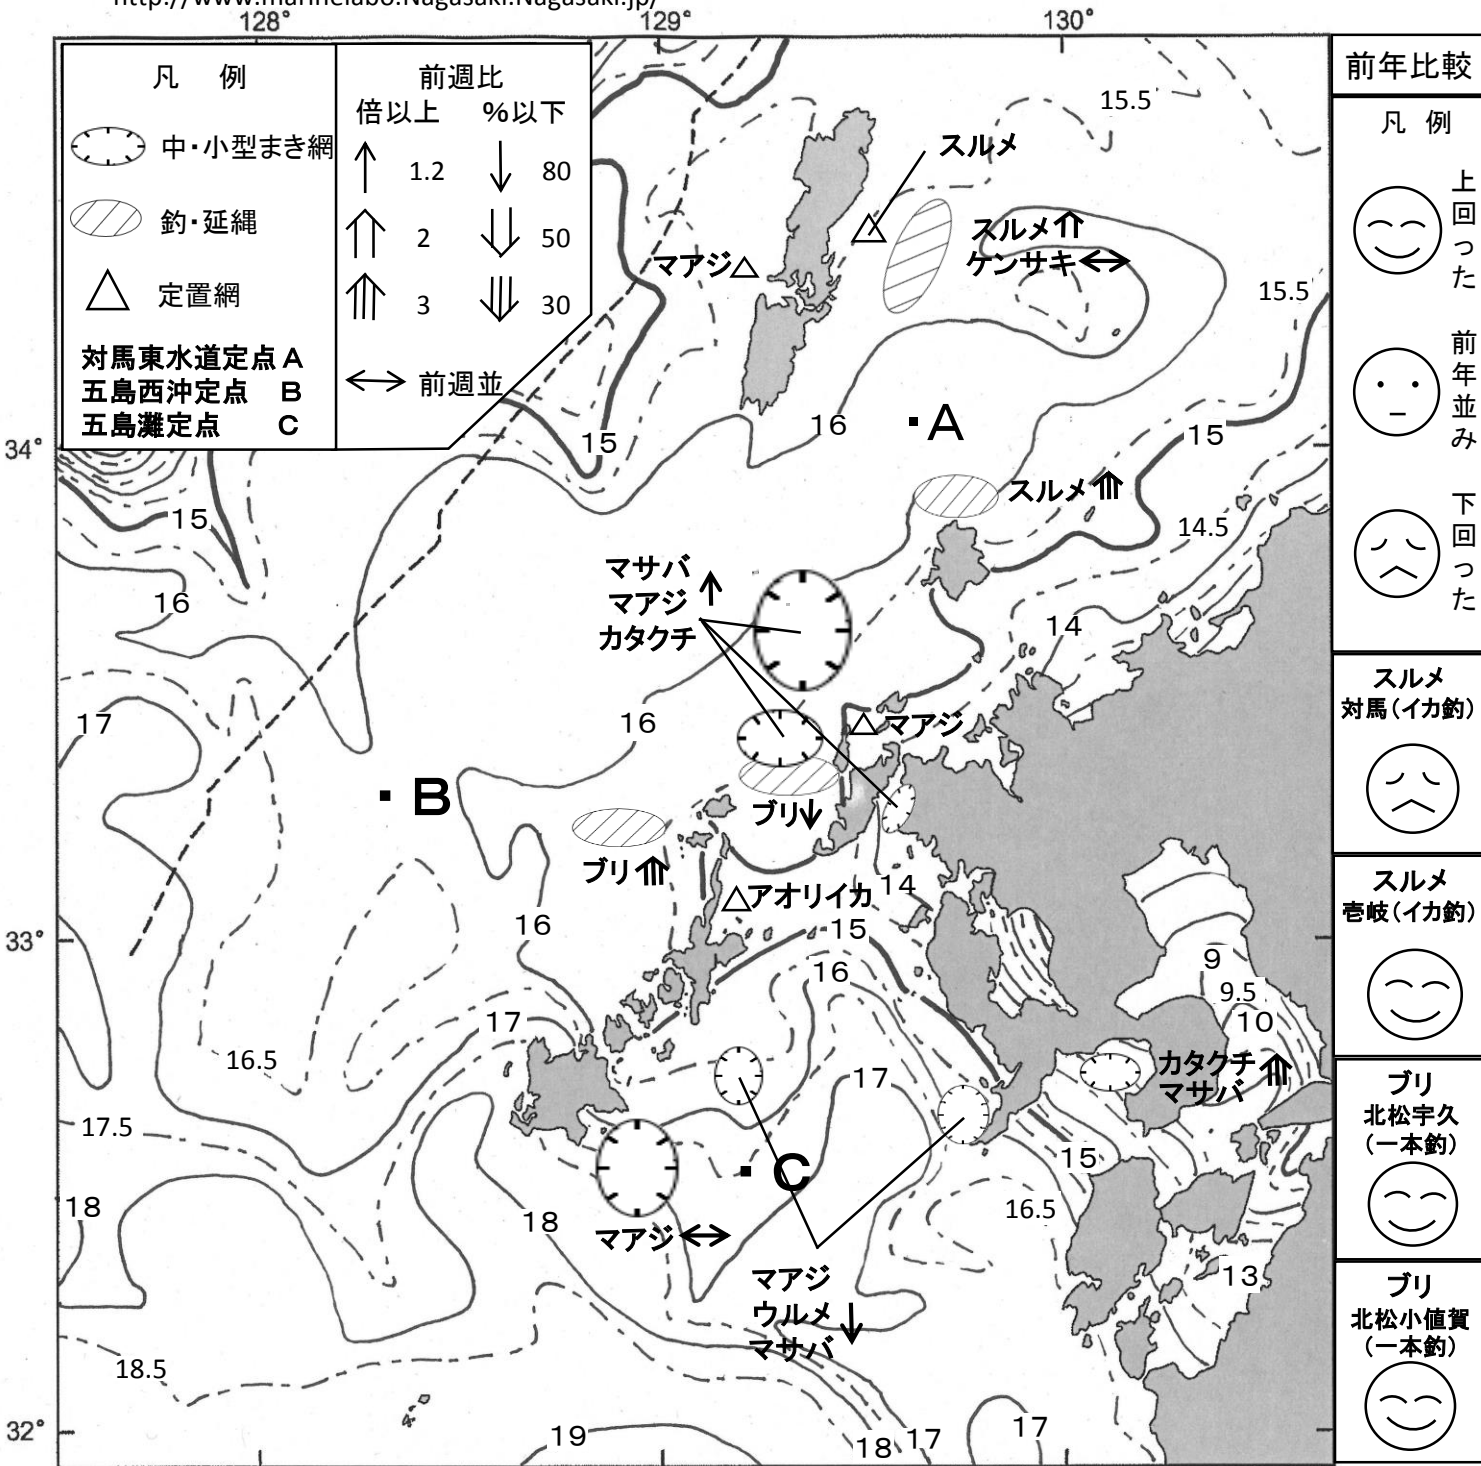 http://www.marinelabo.Nagasaki.Nagasaki.jp/
128°
129°
130°
凡 例
中・小型まき網
釣・延縄
定置網
対馬東水道定点 A
五島西沖定点 B
五島灘定点 C
前週比
倍以上 %以下
↑ 1.2 ↓ 80
2 50
3 30
↔ 前週並
前年比較
凡 例
上回った
前年並み
下回った
スルメ
対馬(イカ釣)
スルメ
壱岐(イカ釣)
ブリ
北松宇久
(一本釣)
ブリ
北松小値賀
(一本釣)
15.5
スルメ
スルメ
ケンサキ ↔
マアジ
15.5
34°
15
16
A
15
スルメ
15
14.5
16
マサバ
マアジ ↑
カタクチ
14
17
16
マアジ
B
ブリ ↓
ブリ
14
アオリイカ
16
15
33°
16
9
9.5
10
17
16.5
17
カタクチ
マサバ
17.5
15
C
18
18
16.5
マアジ ↔
マアジ
ウルメ ↓
マサバ
13
18.5
32°
19
18
17
17